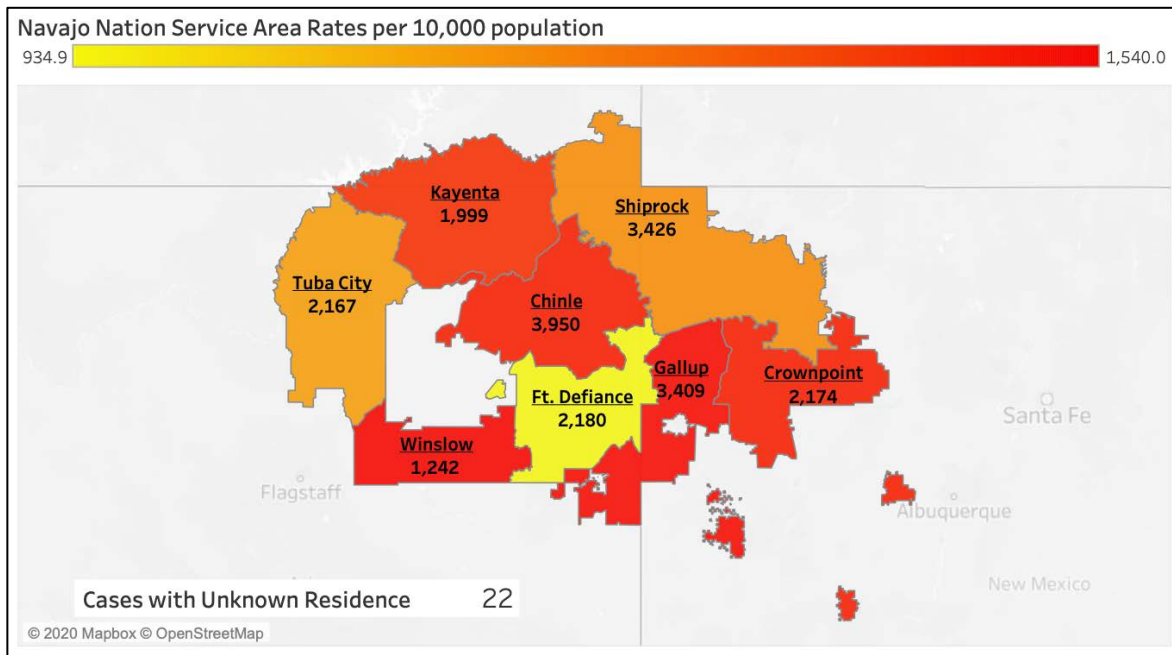 Navajo Nation Service Area Rates per 10,000 population
934.9
1,540.0
Kayenta
1,999
Shiprock
3,426
Tuba City
2,167
Chinle
3,950
Gallup
3,409
Crownpoint
2,174
Ft. Defiance
2,180
Winslow
1,242
Santa Fe
Flagstaff
Albuquerque
New Mexico
Cases with Unknown Residence 22
© 2020 Mapbox © OpenStreetMap